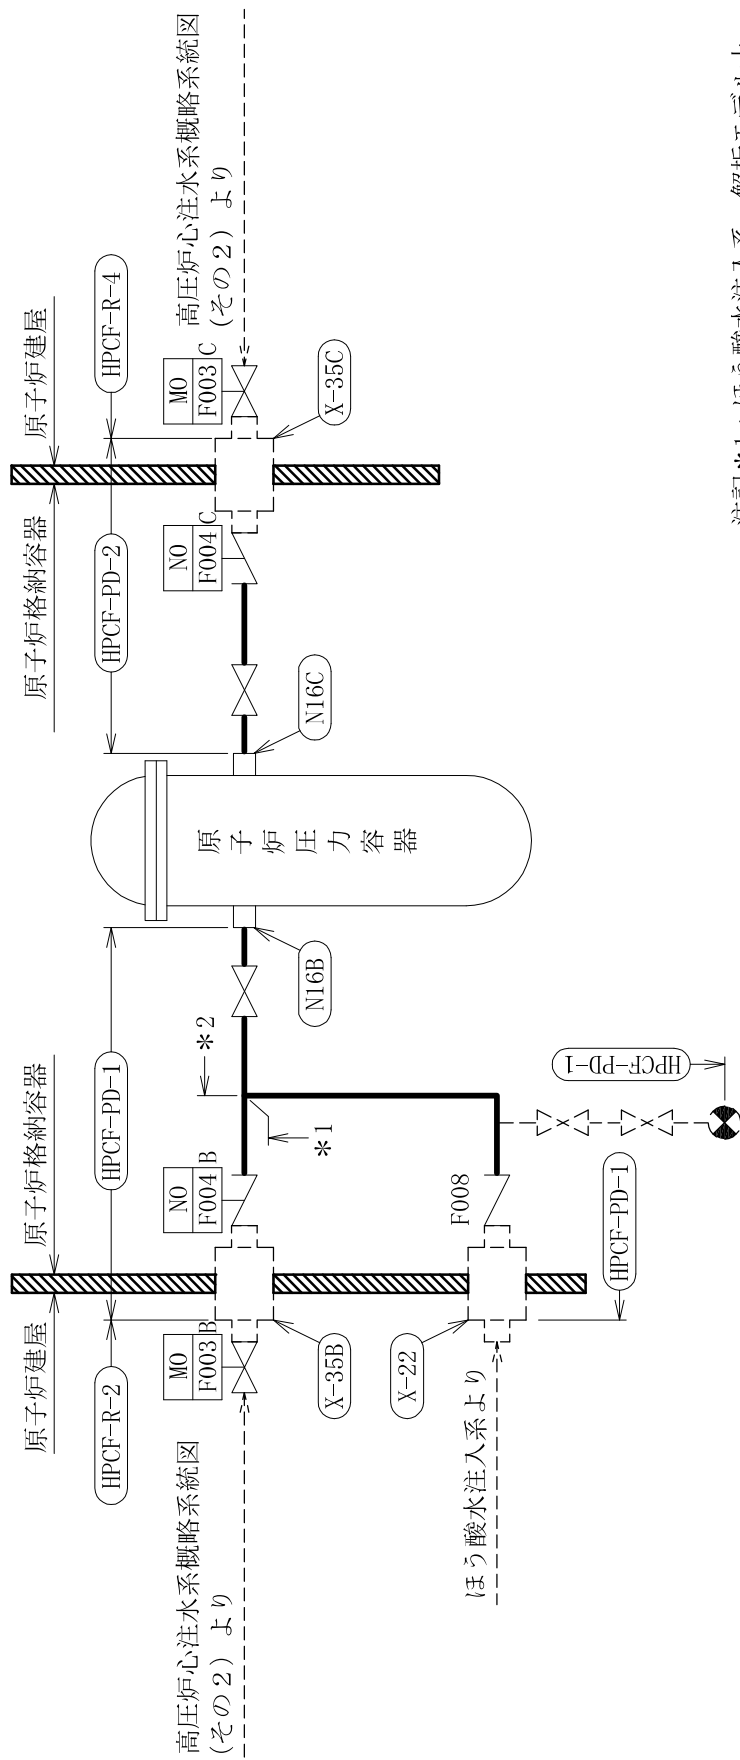 原子炉建屋
原子炉格納容器
原子炉格納容器
原子炉建屋
HPCF-R-2
HPCF-PD-1
HPCF-PD-2
HPCF-R-4
高圧炉心注水系概略系統図
(その2) より
MO
F003 B
NO
F004 B
*2
原子炉圧力容器
NO
F004 C
MO
F003 C
高圧炉心注水系概略系統図
(その2) より
X-35B
*1
N16B
N16C
X-35C
X-22
F008
ほう酸水注入系より
HPCF-PD-1
HPCF-PD-1